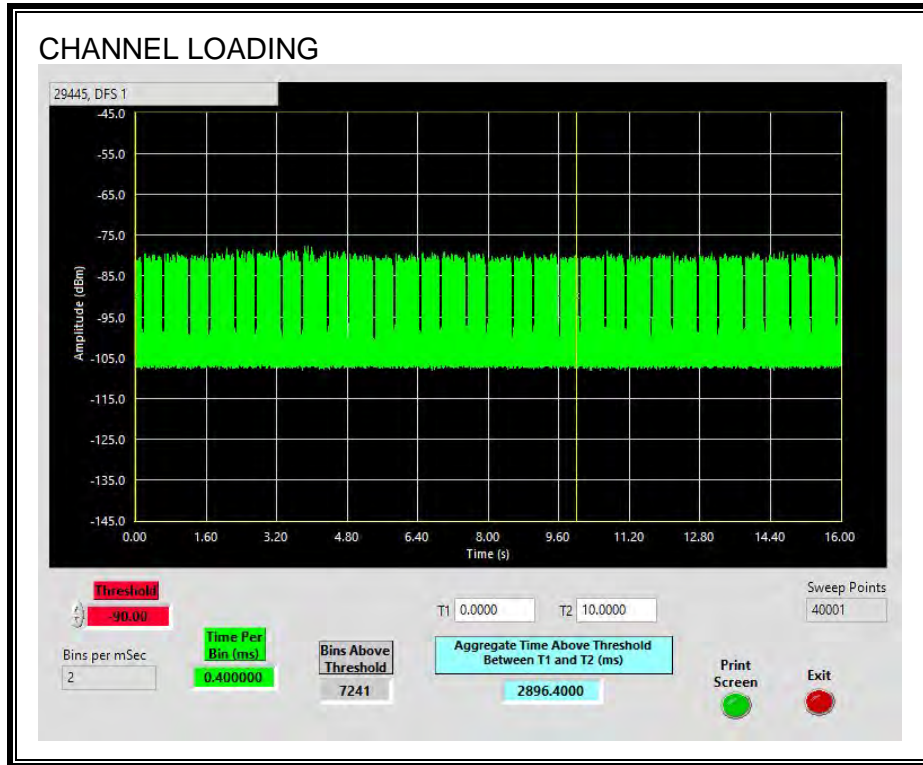 CHANNEL LOADING
29445, DFS 1
-45.0
-55.0
-65.0
-75.0
-85.0
-95.0
-105.0
-115.0
-125.0
-135.0
-145.0
Amplitude (dBm)
0.00 1.60 3.20 4.80 6.40 8.00 9.60 11.20 12.80 14.40 16.00
Time (s)
Threshold
-90.00
Bins per mSec
2
Time Per
Bin (ms)
0.400000
Bins Above
Threshold
7241
T1 0.0000 T2 10.0000
Aggregate Time Above Threshold
Between T1 and T2 (ms)
2896.4000
Sweep Points
40001
Print
Screen
Exit